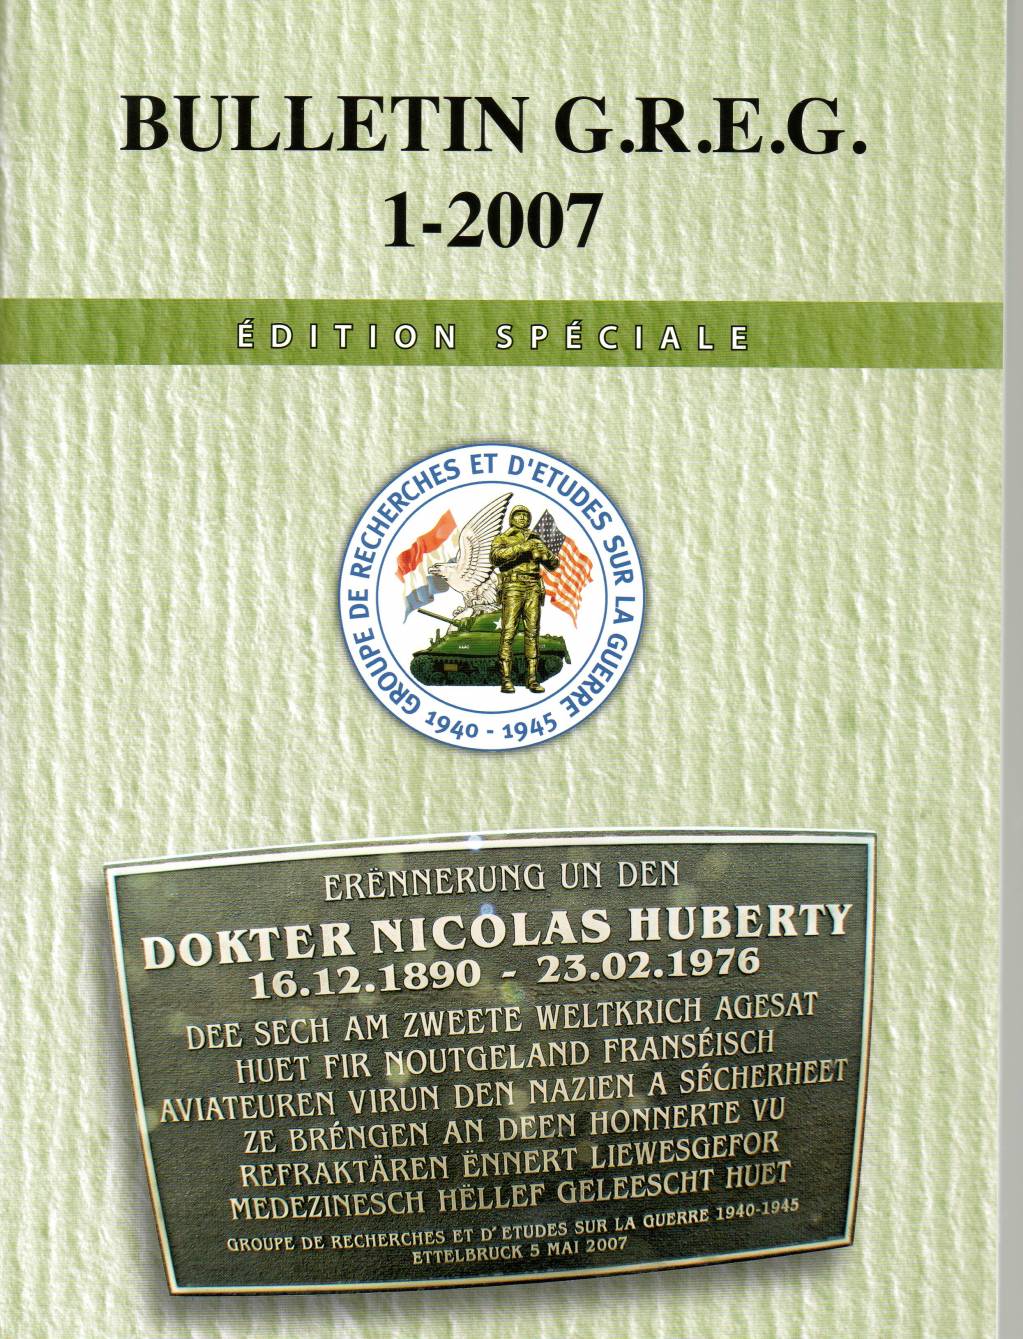 BULLETIN G.R.E.G.
1-2007
ÉDITION SPÉCIALE
GROUPE DE RECHERCHES ET D'ETUDES SUR LA GUERRE
1940 - 1945
ERËNNERUNG UN DEN
DOKTER NICOLAS HUBERTY
16.12.1890 - 23.02.1976
DEE SECH AM ZWEETE WELTKRICH AGESAT
HUET FIR NOUTGELAND FRANSÉISCH
AVIATEUREN VIRUN DEN NAZIEN A SÉCHERHEET
ZE BRÉNGEN AN DEEN HONNERTE VU
REFRAKTÄREN ËNNERT LIEWESGEFOR
MEDEZINESCH HËLLEF GELEESCHT HUET
GROUPE DE RECHERCHES ET D' ETUDES SUR LA GUERRE 1940-1945
ETTELBRUCK 5 MAI 2007